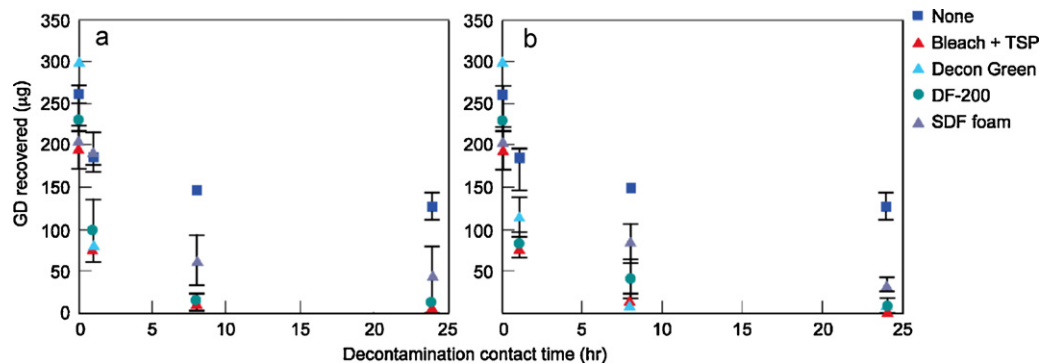 a
b
GD recovered (µg)
350
300
250
200
150
100
50
0
0 5 10 15 20 25
350
300
250
200
150
100
50
0
0 5 10 15 20 25
Decontamination contact time (hr)
None
Bleach + TSP
Decon Green
DF-200
SDF foam